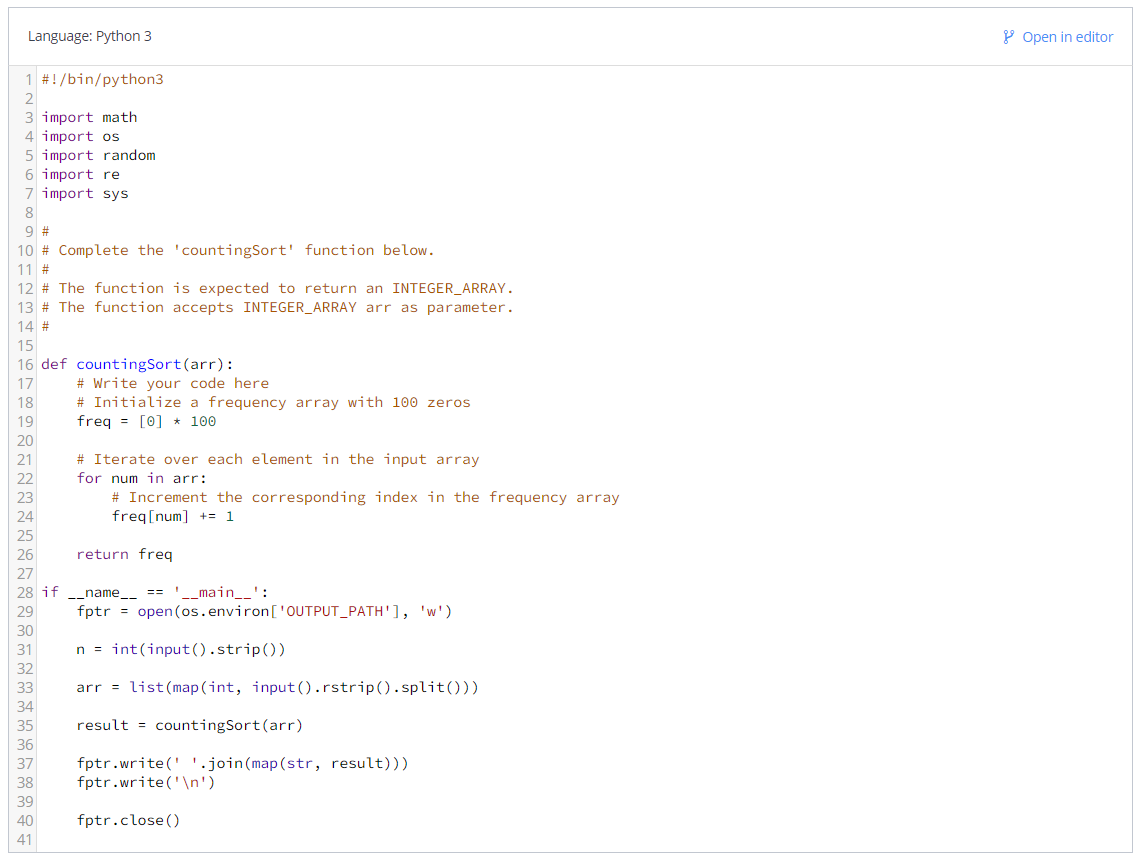 Language: Python 3
Open in editor
1 #!/bin/python3
2
3 import math
4 import os
5 import random
6 import re
7 import sys
8
9 #
10 # Complete the 'countingSort' function below.
11 #
12 # The function is expected to return an INTEGER_ARRAY.
13 # The function accepts INTEGER_ARRAY arr as parameter.
14 #
15
16 def countingSort(arr):
17     # Write your code here
18     # Initialize a frequency array with 100 zeros
19     freq = [0] * 100
20
21     # Iterate over each element in the input array
22     for num in arr:
23         # Increment the corresponding index in the frequency array
24         freq[num] += 1
25
26     return freq
27
28 if __name__ == '__main__':
29     fptr = open(os.environ['OUTPUT_PATH'], 'w')
30
31     n = int(input().strip())
32
33     arr = list(map(int, input().rstrip().split()))
34
35     result = countingSort(arr)
36
37     fptr.write(' '.join(map(str, result)))
38     fptr.write('\n')
39
40     fptr.close()
41